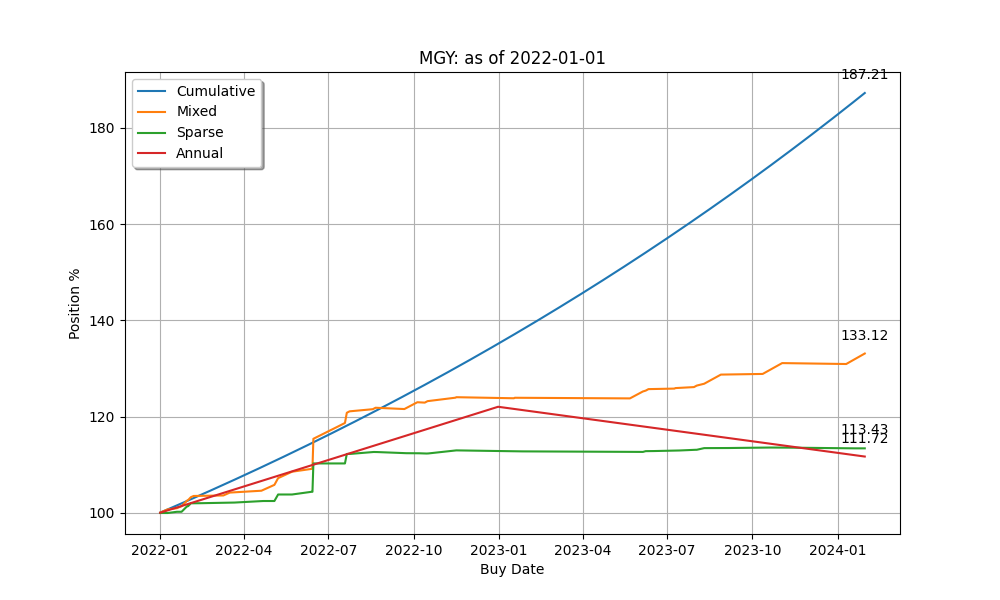 MGY: as of 2022-01-01
187.21
Cumulative
Mixed
Sparse
Annual
180
160
Position %
140
133.12
120
113.43
111.72
100
2022-01 2022-04 2022-07 2022-10 2023-01 2023-04 2023-07 2023-10 2024-01
Buy Date